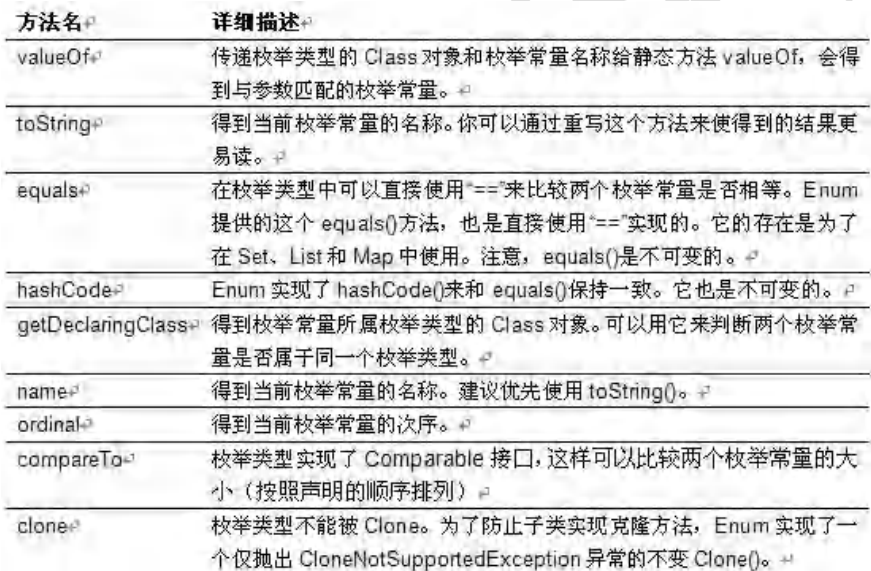 方法名 详细描述
valueOf 传递枚举类型的 Class 对象和枚举常量名称给静态方法 valueOf，会得
到与参数匹配的枚举常量。
toString 得到当前枚举常量的名称。你可以通过重写这个方法来使得到的结果更
易读。
equals 在枚举类型中可以直接使用“==”来比较两个枚举常量是否相等。Enum
提供的这个 equals()方法，也是直接使用“==”实现的。它的存在是为了
在 Set、List 和 Map 中使用。注意，equals()是不可变的。
hashCode Enum 实现了 hashCode()来和 equals()保持一致。它也是不可变的。
getDeclaringClass 得到枚举常量所属枚举类型的 Class 对象。可以用它来判断两个枚举常
量是否属于同一个枚举类型。
name 得到当前枚举常量的名称。建议优先使用 toString()。
ordinal 得到当前枚举常量的次序。
compareTo 枚举类型实现了 Comparable 接口，这样可以比较两个枚举常量的大
小（按照声明的顺序排列）
clone 枚举类型不能被 Clone。为了防止子类实现克隆方法，Enum 实现了一
个仅抛出 CloneNotSupportedException 异常的不变 Clone()。